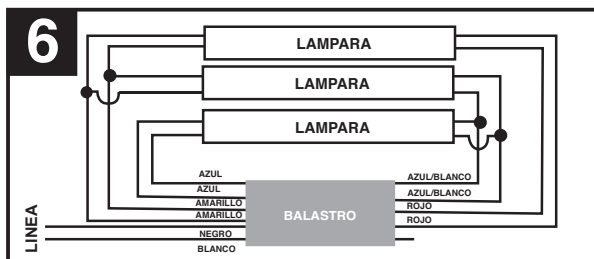 6
LAMPARA
LAMPARA
LAMPARA
AZUL
AZUL
AMARILLO
AMARILLO
NEGRO
BLANCO
LINEA
BALASTRO
AZUL/BLANCO
AZUL/BLANCO
ROJO
ROJO